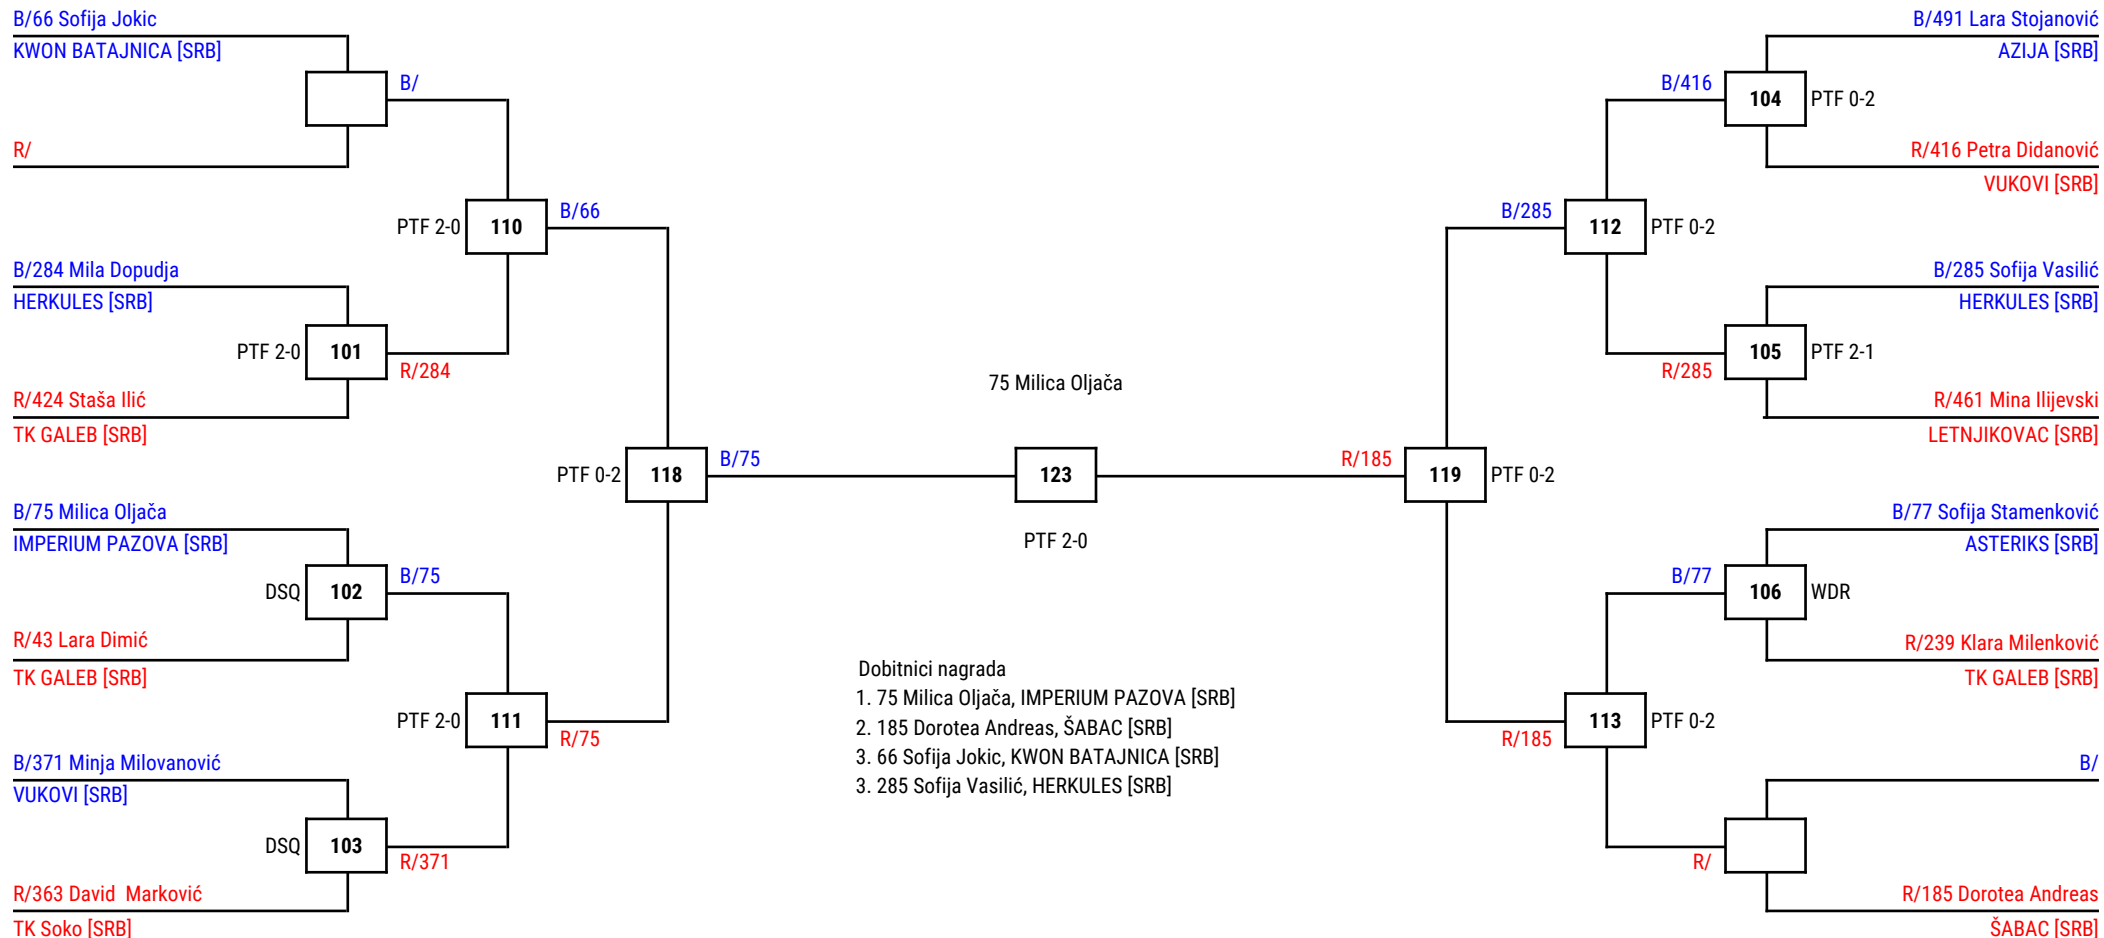 B/66 Sofija Jokic
KWON BATAJNICA [SRB]
B/
R/
PTF 2-0
110
B/66
B/284 Mila Dopudja
HERKULES [SRB]
PTF 2-0
101
R/284
R/424 Staša Ilić
TK GALEB [SRB]
PTF 0-2
118
B/75
B/75 Milica Oljača
IMPERIUM PAZOVA [SRB]
DSQ
102
B/75
R/43 Lara Dimić
TK GALEB [SRB]
PTF 2-0
111
R/75
B/371 Minja Milovanović
VUKOVI [SRB]
DSQ
103
R/371
R/363 David  Marković
TK Soko [SRB]
75 Milica Oljača
123
PTF 2-0
Dobitnici nagrada
1. 75 Milica Oljača, IMPERIUM PAZOVA [SRB]
2. 185 Dorotea Andreas, ŠABAC [SRB]
3. 66 Sofija Jokic, KWON BATAJNICA [SRB]
3. 285 Sofija Vasilić, HERKULES [SRB]
B/491 Lara Stojanović
AZIJA [SRB]
B/416
104
PTF 0-2
R/416 Petra Didanović
VUKOVI [SRB]
B/285
112
PTF 0-2
B/285 Sofija Vasilić
HERKULES [SRB]
105
PTF 2-1
R/285
R/461 Mina Ilijevski
LETNJIKOVAC [SRB]
R/185
119
PTF 0-2
B/77 Sofija Stamenković
ASTERIKS [SRB]
B/77
106
WDR
R/239 Klara Milenković
TK GALEB [SRB]
113
PTF 0-2
R/185
B/
R/
R/185 Dorotea Andreas
ŠABAC [SRB]